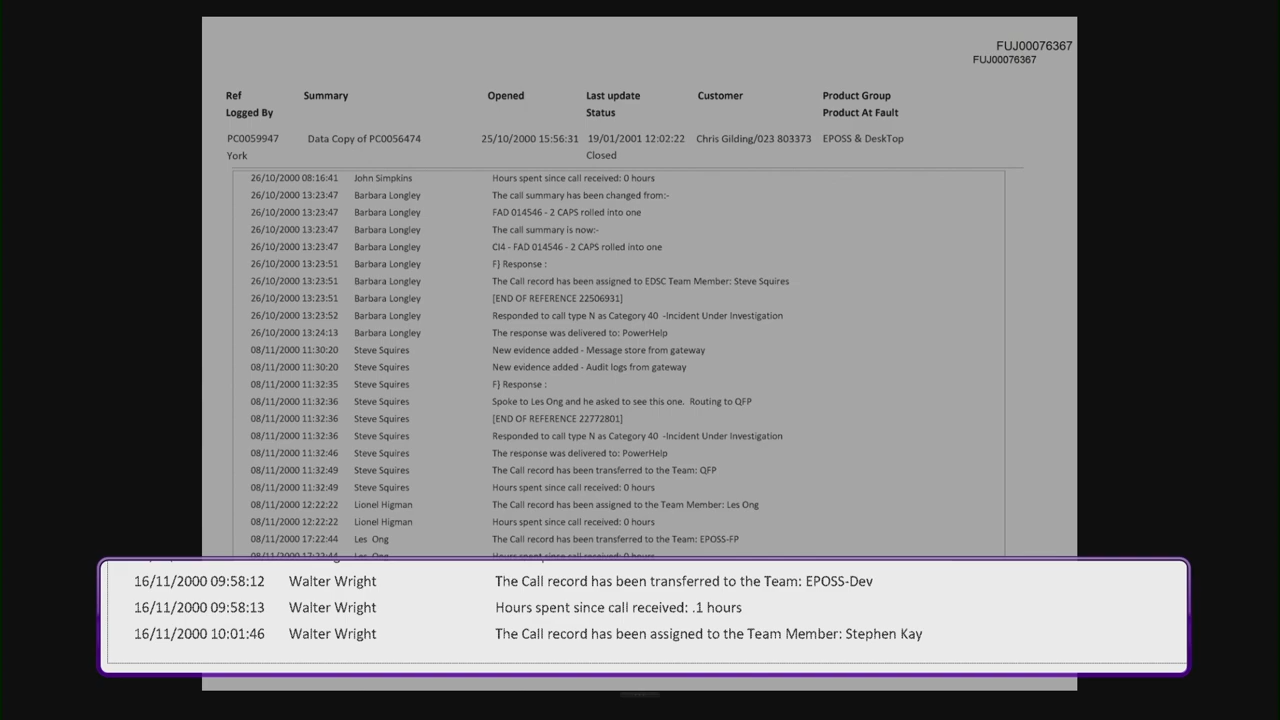 FUJ00076367
FUJ00076367
Ref Summary Opened Last update Customer Product Group
Logged By Status Product At Fault
PC0059947 Data Copy of PC0056474 25/10/2000 15:56:31 19/01/2001 12:02:22 Chris Gilding/023 803373 EPOSS & DeskTop
York Closed
26/10/2000 08:16:41 John Simpkins Hours spent since call received: 0 hours
26/10/2000 13:23:47 Barbara Longley The call summary has been changed from:-
26/10/2000 13:23:47 Barbara Longley FAD 014546 - 2 CAPS rolled into one
26/10/2000 13:23:47 Barbara Longley The call summary is now:-
26/10/2000 13:23:47 Barbara Longley CI4 - FAD 014546 - 2 CAPS rolled into one
26/10/2000 13:23:51 Barbara Longley F} Response :
26/10/2000 13:23:51 Barbara Longley The Call record has been assigned to EDSC Team Member: Steve Squires
26/10/2000 13:23:51 Barbara Longley [END OF REFERENCE 22506931]
26/10/2000 13:23:52 Barbara Longley Responded to call type N as Category 40 -Incident Under Investigation
26/10/2000 13:24:13 Barbara Longley The response was delivered to: PowerHelp
08/11/2000 11:30:20 Steve Squires New evidence added - Message store from gateway
08/11/2000 11:30:20 Steve Squires New evidence added - Audit logs from gateway
08/11/2000 11:32:35 Steve Squires F} Response :
08/11/2000 11:32:36 Steve Squires Spoke to Les Ong and he asked to see this one. Routing to QFP
08/11/2000 11:32:36 Steve Squires [END OF REFERENCE 22772801]
08/11/2000 11:32:36 Steve Squires Responded to call type N as Category 40 -Incident Under Investigation
08/11/2000 11:32:46 Steve Squires The response was delivered to: PowerHelp
08/11/2000 11:32:49 Steve Squires The Call record has been transferred to the Team: QFP
08/11/2000 11:32:49 Steve Squires Hours spent since call received: 0 hours
08/11/2000 12:22:22 Lionel Higman The Call record has been assigned to the Team Member: Les Ong
08/11/2000 12:22:22 Lionel Higman Hours spent since call received: 0 hours
08/11/2000 17:22:44 Les Ong The Call record has been transferred to the Team: EPOSS-FP
08/11/2000 17:22:44 Les Ong Hours spent since call received: 0 hours
16/11/2000 09:58:12 Walter Wright The Call record has been transferred to the Team: EPOSS-Dev
16/11/2000 09:58:13 Walter Wright Hours spent since call received: .1 hours
16/11/2000 10:01:46 Walter Wright The Call record has been assigned to the Team Member: Stephen Kay